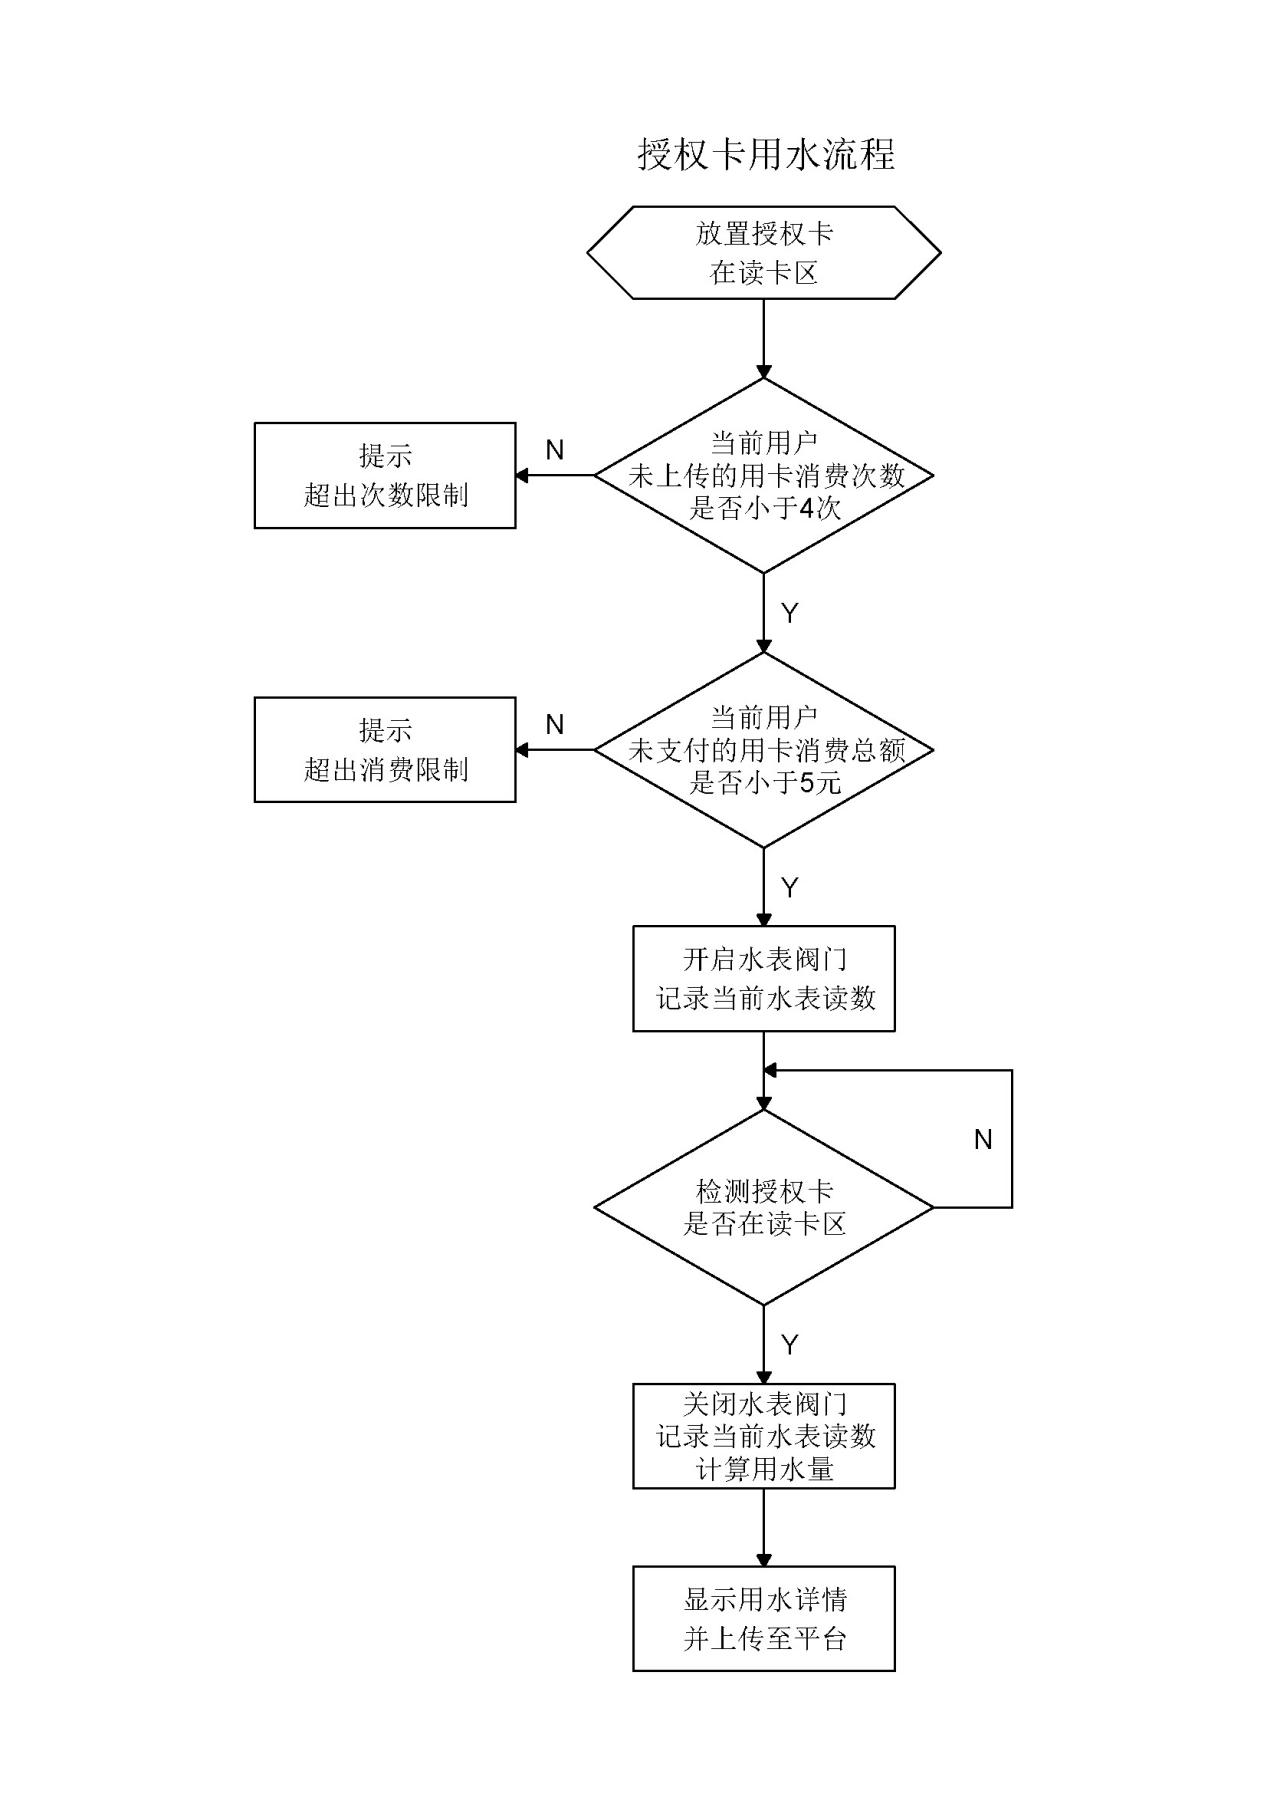 授权卡用水流程
放置授权卡
在读卡区
当前用户
未上传的用卡消费次数
是否小于4次
N
提示
超出次数限制
Y
当前用户
未支付的用卡消费总额
是否小于5元
N
提示
超出消费限制
Y
开启水表阀门
记录当前水表读数
N
检测授权卡
是否在读卡区
Y
关闭水表阀门
记录当前水表读数
计算用水量
显示用水详情
并上传至平台